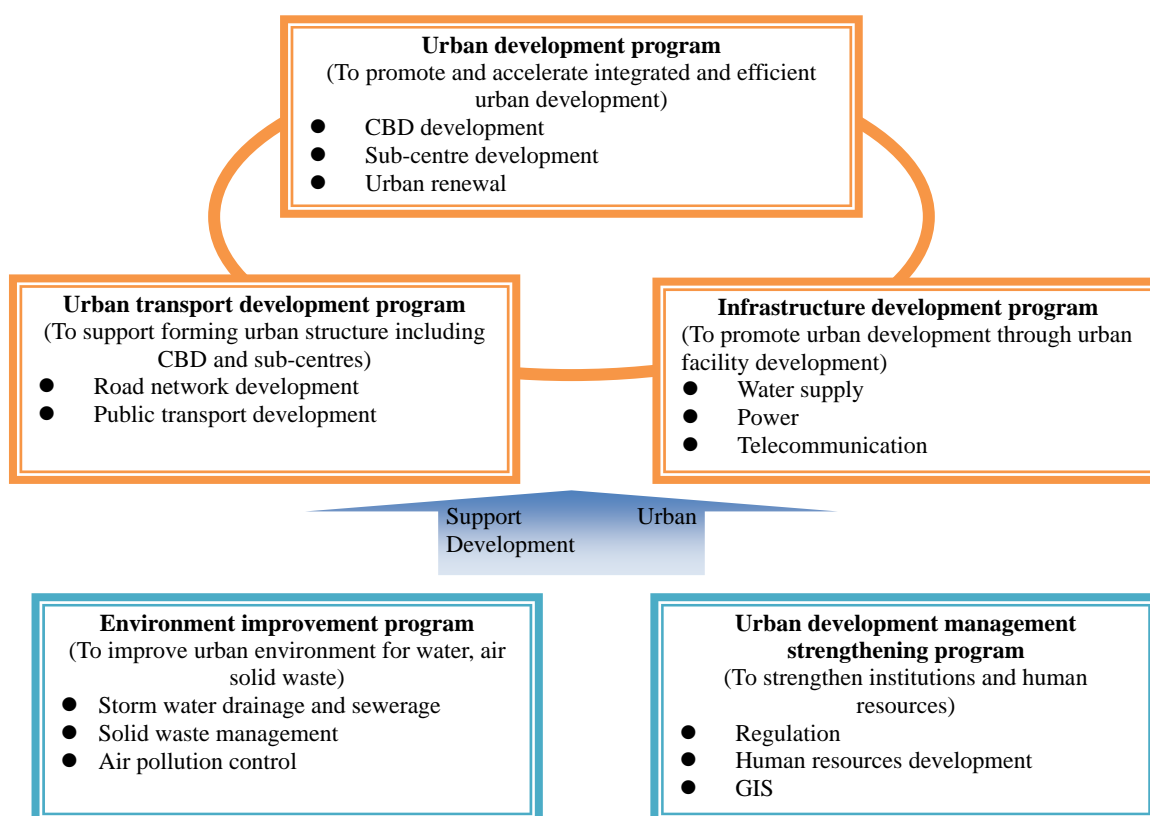 Urban development program
(To promote and accelerate integrated and efficient
urban development)
● CBD development
● Sub-centre development
● Urban renewal
Urban transport development program
(To support forming urban structure including
CBD and sub-centres)
● Road network development
● Public transport development
Infrastructure development program
(To promote urban development through urban
facility development)
● Water supply
● Power
● Telecommunication
Support Urban
Development
Environment improvement program
(To improve urban environment for water, air
solid waste)
● Storm water drainage and sewerage
● Solid waste management
● Air pollution control
Urban development management
strengthening program
(To strengthen institutions and human
resources)
● Regulation
● Human resources development
● GIS